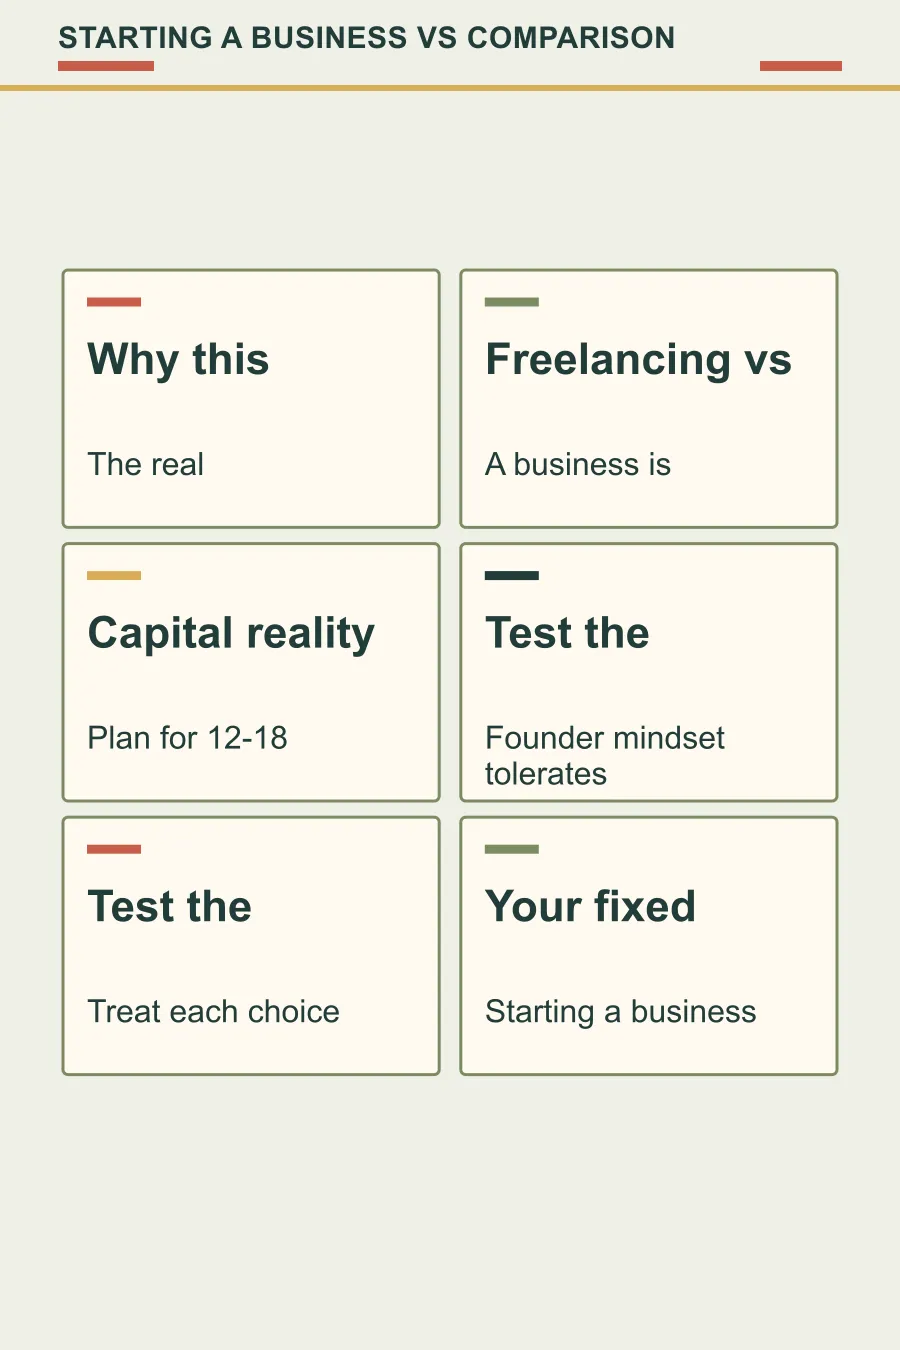 STARTING A BUSINESS VS COMPARISON
Why this
The real
Freelancing vs
A business is
Capital reality
Plan for 12-18
Test the
Founder mindset
tolerates
Test the
Treat each choice
Your fixed
Starting a business